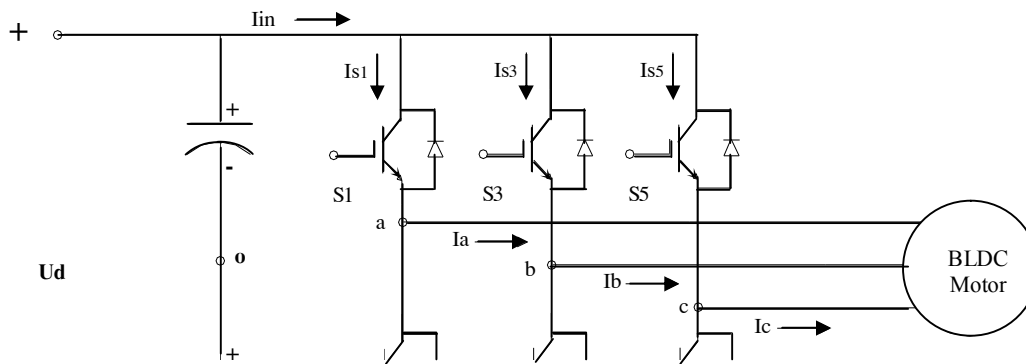 Iin
+
Is1
Is3
Is5
+
-
S1
S3
S5
a
Ia
BLDC
Motor
Ud
o
b
Ib
c
Ic
+